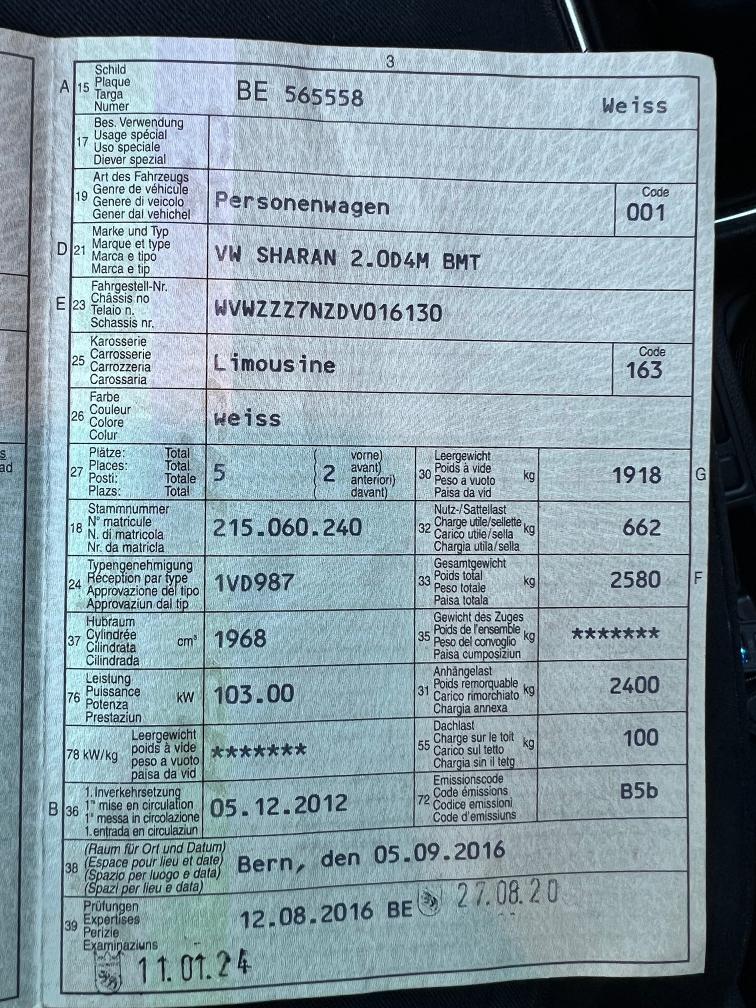 3
A 15 Schild
Plaque
Targa
Numer
BE 565558 Weiss
17 Bes. Verwendung
Usage spécial
Uso speciale
Diever spezial
19 Art des Fahrzeugs
Genre de véhicule
Genere di veicolo
Gener dal vehichel
Personenwagen
Code
001
D 21 Marke und Typ
Marque et type
Marca e tipo
Marca e tip
VW SHARAN 2.0D4M BMT
E 23 Fahrgestell-Nr.
Châssis no
Telaio n.
Schassis nr.
WVWZZZ7NZDV016130
25 Karosserie
Carrosserie
Carrozzeria
Carossaria
Limousine
Code
163
26 Farbe
Couleur
Colore
Colur
weiss
27 Plätze: Total
Places: Total
Posti: Totale
Plazs: Total
5
2
vorne)
avant)
anteriori)
davant)
30 Leergewicht
Poids à vide
Peso a vuoto
Paisa da vid
kg
1918
G
18 Stammnummer
N° matricule
N. di matricola
Nr. da matricla
215.060.240
32 Nutz-/Sattellast
Charge utile/sellette
Carico utile/sella
Chargia utila/sella
kg
662
24 Typengenehmigung
Réception par type
Approvazione del tipo
Approvaziun dal tip
1VD987
33 Gesamtgewicht
Poids total
Peso totale
Paisa totala
kg
2580
F
37 Hubraum
Cylindrée
Cilindrata
Cilindrada
cm³
1968
35 Gewicht des Zuges
Poids de l'ensemble
Peso del convoglio
Paisa cumposiziun
kg
*******
76 Leistung
Puissance
Potenza
Prestaziun
kW
103.00
31 Anhängelast
Poids remorquable
Carico rimorchiato
Chargia annexa
kg
2400
78 kW/kg
Leergewicht
poids à vide
peso a vuoto
paisa da vid
*******
55 Dachlast
Charge sur le toit
Carico sul tetto
Chargia sin il tetg
kg
100
B 36 1. Inverkehrsetzung
1re mise en circulation
1a messa in circolazione
1. entrada en circulaziun
05.12.2012
72 Emissionscode
Code émissions
Codice emissioni
Code d'emissiuns
B5b
38 (Raum für Ort und Datum)
(Espace pour lieu et date)
(Spazio per luogo e data)
(Spazi per lieu e data)
Bern, den 05.09.2016
39 Prüfungen
Expertises
Perizie
Examinaziuns
12.08.2016 BE
27.08.20
11.01.24